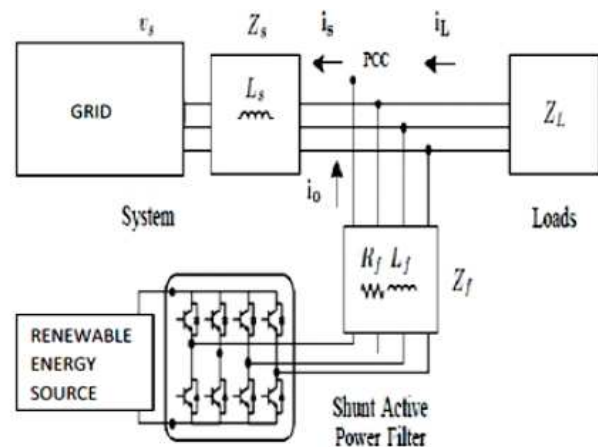 v_s Z_s i_s i_L
PCC
L_s
GRID
Z_L
i_o
System
Loads
R_f L_f
Z_f
RENEWABLE
ENERGY
SOURCE
Shunt Active
Power Filter